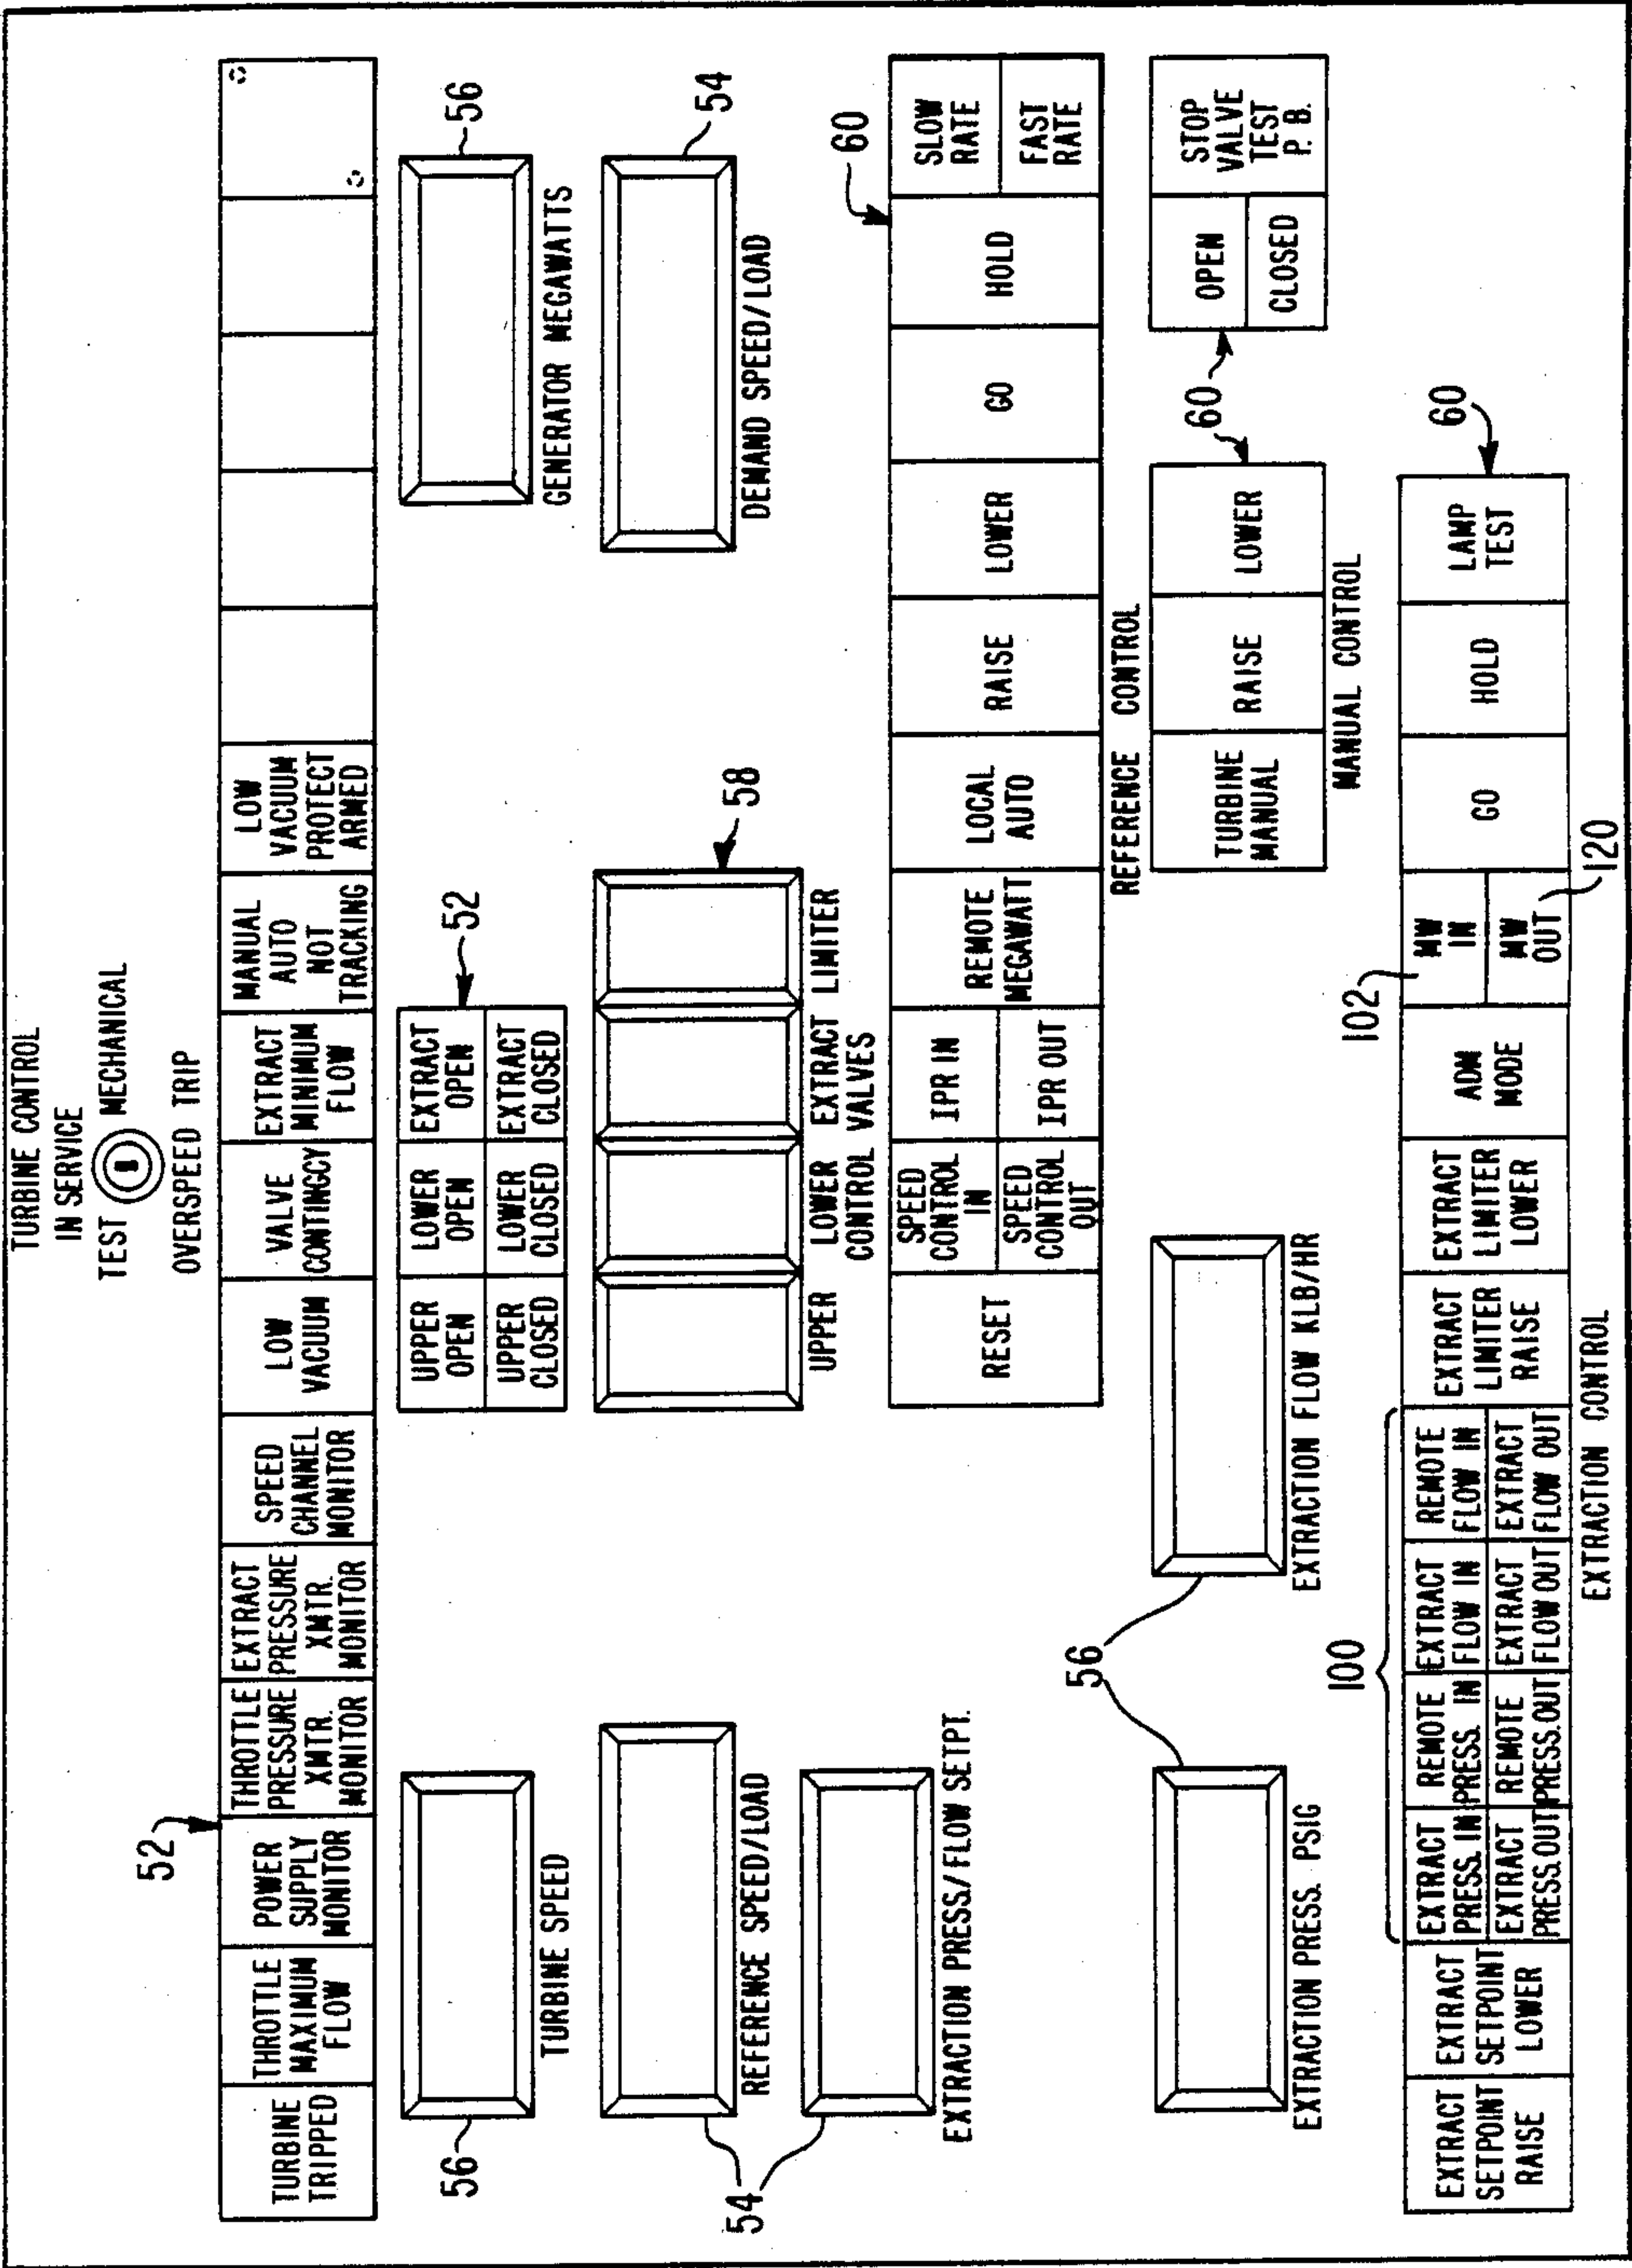 TURBINE CONTROL
IN SERVICE
TEST
MECHANICAL
OVERSPEED TRIP
52
TURBINE
TRIPPED
THROTTLE
MAXIMUM
FLOW
POWER
SUPPLY
MONITOR
THROTTLE
PRESSURE
XMTR.
MONITOR
EXTRACT
PRESSURE
XMTR.
MONITOR
SPEED
CHANNEL
MONITOR
LOW
VACUUM
VALVE
CONTINGCY
EXTRACT
MINIMUM
FLOW
MANUAL
AUTO
NOT
TRACKING
LOW
VACUUM
PROTECT
ARMED
56
TURBINE SPEED
UPPER
OPEN
LOWER
OPEN
EXTRACT
OPEN
UPPER
CLOSED
LOWER
CLOSED
EXTRACT
CLOSED
52
56
GENERATOR MEGAWATTS
54
REFERENCE SPEED/LOAD
58
UPPER LOWER EXTRACT LIMITER
CONTROL VALVES
54
DEMAND SPEED/LOAD
EXTRACTION PRESS./FLOW SETPT.
60
RESET
SPEED
CONTROL
IN
SPEED
CONTROL
OUT
IPR IN
IPR OUT
REMOTE
MEGAWATT
LOCAL
AUTO
RAISE
LOWER
GO
HOLD
SLOW
RATE
FAST
RATE
REFERENCE CONTROL
56
EXTRACTION PRESS. PSIG
EXTRACTION FLOW KLB/HR
TURBINE
MANUAL
RAISE
LOWER
60
MANUAL CONTROL
60
OPEN
CLOSED
STOP
VALVE
TEST
P. B.
100
102
60
EXTRACT
SETPOINT
RAISE
EXTRACT
SETPOINT
LOWER
EXTRACT
PRESS. IN
EXTRACT
PRESS.OUT
REMOTE
PRESS. IN
REMOTE
PRESS.OUT
EXTRACT
FLOW IN
EXTRACT
FLOW OUT
REMOTE
FLOW IN
EXTRACT
FLOW OUT
EXTRACT
LIMITER
RAISE
EXTRACT
LIMITER
LOWER
ADM
MODE
MW
IN
MW
OUT
GO
HOLD
LAMP
TEST
120
EXTRACTION CONTROL